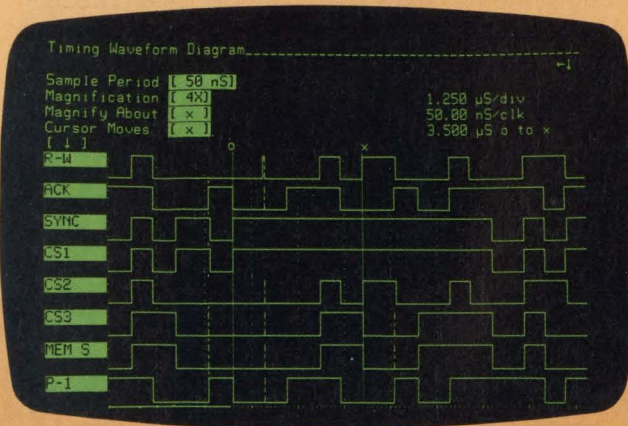 Timing Waveform Diagram
Sample Period [ 50 nS]
Magnification [ 4X] 1.250 µS/div
Magnify About [ x ] 50.00 nS/clk
Cursor Moves [ x ] 3.500 µS o to x
[ ↓ ] o x
R-W
ACK
SYNC
CS1
CS2
CS3
MEM S
P-1